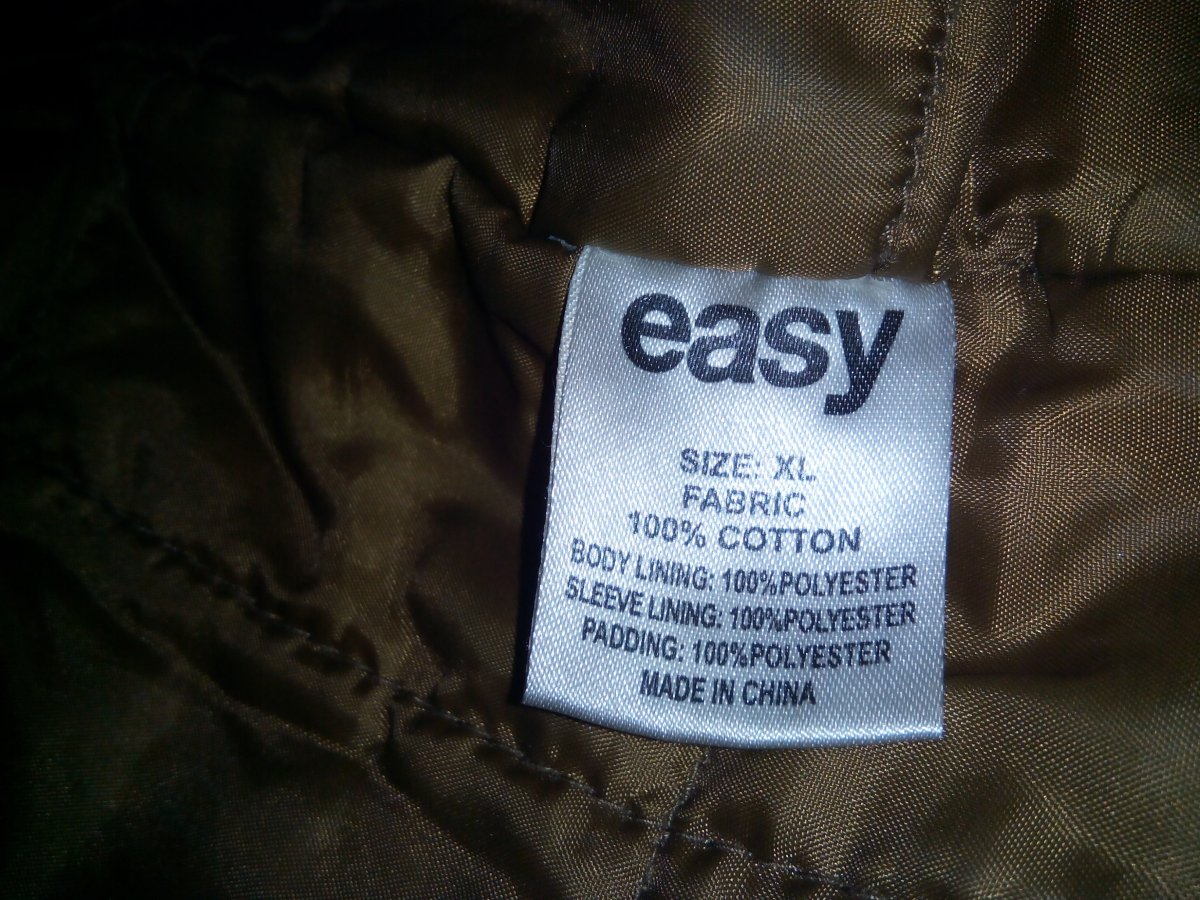 easy
SIZE: XL
FABRIC
100% COTTON
BODY LINING: 100%POLYESTER
SLEEVE LINING: 100%POLYESTER
PADDING: 100%POLYESTER
MADE IN CHINA